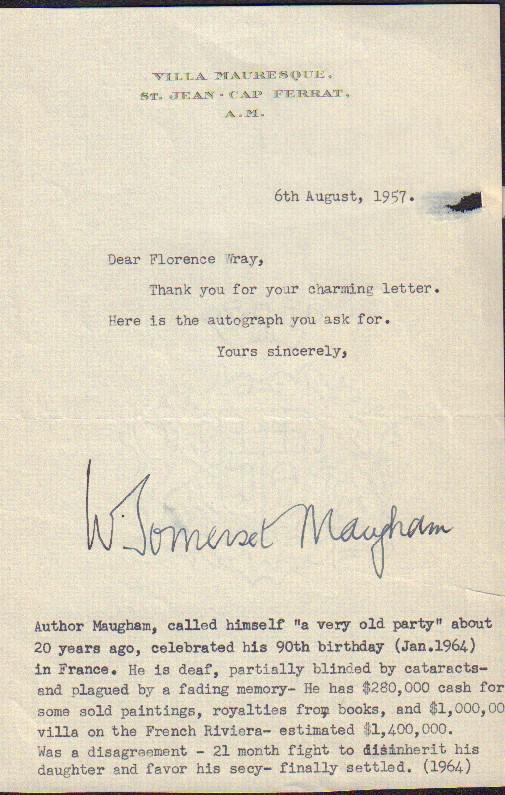 VILLA MAURESQUE,
ST. JEAN - CAP FERRAT,
A.M.
6th August, 1957.
Dear Florence Wray,
Thank you for your charming letter.
Here is the autograph you ask for.
Yours sincerely,
W. Somerset Maugham
Author Maugham, called himself "a very old party" about
20 years ago, celebrated his 90th birthday (Jan.1964)
in France. He is deaf, partially blinded by cataracts-
and plagued by a fading memory- He has $280,000 cash for
some sold paintings, royalties from books, and $1,000,00
villa on the French Riviera- estimated $1,400,000.
Was a disagreement - 21 month fight to disinherit his
daughter and favor his secy- finally settled. (1964)